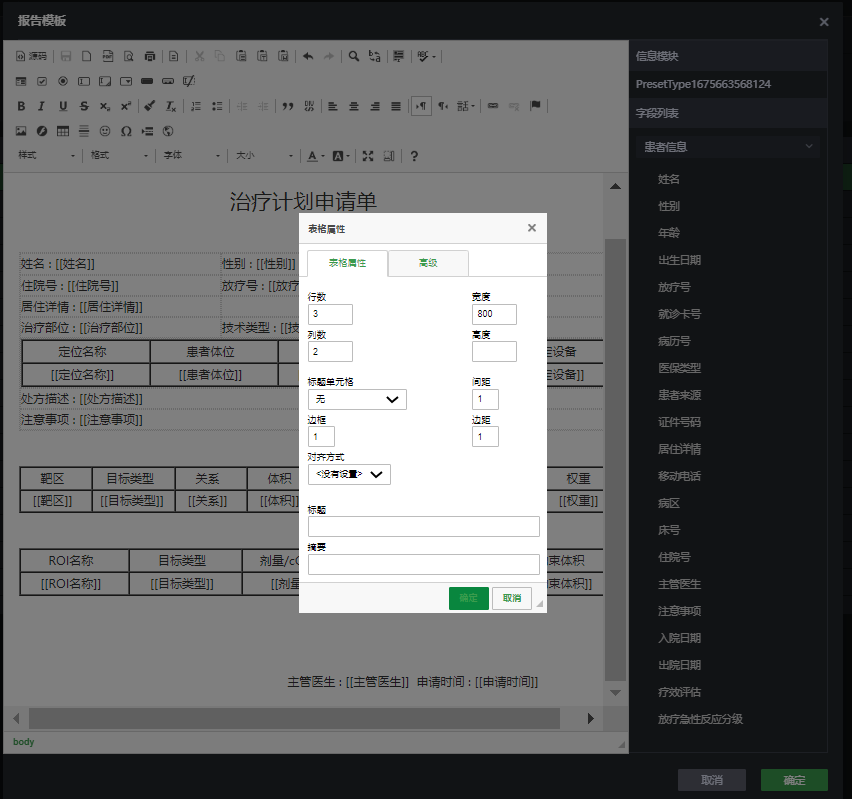 报告模板
源码
样式 格式 字体 大小
治疗计划申请单
姓名 : [[姓名]] 性别 : [[性别]]
住院号 : [[住院号]] 放疗号 : [[放疗
居住详情 : [[居住详情]]
治疗部位 : [[治疗部位]] 技术类型 : [[技
定位名称 患者体位 设备
[[定位名称]] [[患者体位]] 设备]]
处方描述 : [[处方描述]]
注意事项 : [[注意事项]]
靶区 目标类型 关系 体积 权重
[[靶区]] [[目标类型]] [[关系]] [[体积]] [[权重]]
ROI名称 目标类型 剂量/cG 束体积
[[ROI名称]] [[目标类型]] [[剂量 束体积]]
主管医生 : [[主管医生]] 申请时间 : [[申请时间]]
body
表格属性
表格属性 高级
行数 宽度
3 800
列数 高度
2
标题单元格 间距
无 1
边框 边距
1 1
对齐方式
<没有设置>
标题
摘要
确定 取消
信息模块
PresetType1675663568124
字段列表
患者信息
姓名
性别
年龄
出生日期
放疗号
就诊卡号
病历号
医保类型
患者来源
证件号码
居住详情
移动电话
病区
床号
住院号
主管医生
注意事项
入院日期
出院日期
疗效评估
放疗急性反应分级
取消 确定